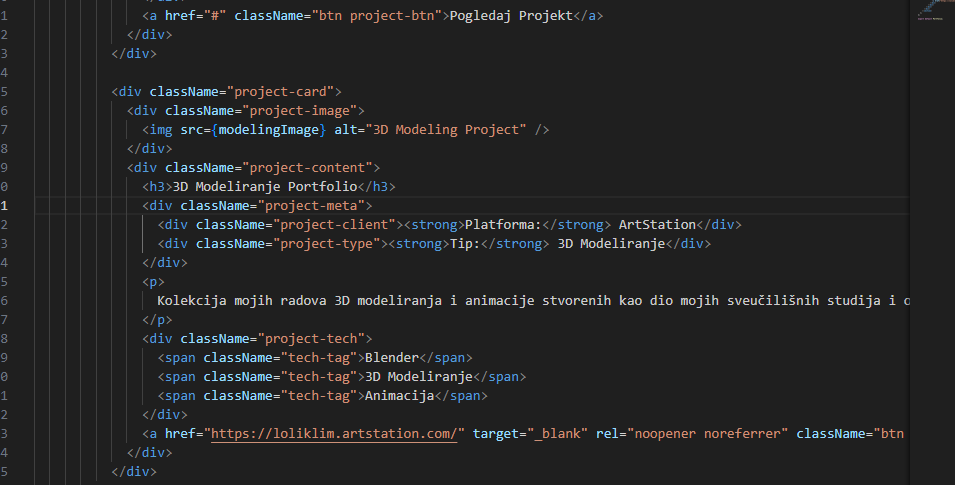 1 <a href="#" className="btn project-btn">Pogledaj Projekt</a>
2 </div>
3 </div>
4
5 <div className="project-card">
6 <div className="project-image">
7 <img src={modelingImage} alt="3D Modeling Project" />
8 </div>
9 <div className="project-content">
0 <h3>3D Modeliranje Portfolio</h3>
1 <div className="project-meta">
2 <div className="project-client"><strong>Platforma:</strong> ArtStation</div>
3 <div className="project-type"><strong>Tip:</strong> 3D Modeliranje</div>
4 </div>
5 <p>
6 Kolekcija mojih radova 3D modeliranja i animacije stvorenih kao dio mojih sveučilišnih studija i o
7 </p>
8 <div className="project-tech">
9 <span className="tech-tag">Blender</span>
0 <span className="tech-tag">3D Modeliranje</span>
1 <span className="tech-tag">Animacija</span>
2 </div>
3 <a href="https://loliklim.artstation.com/" target="_blank" rel="noopener noreferrer" className="btn
4 </div>
5 </div>